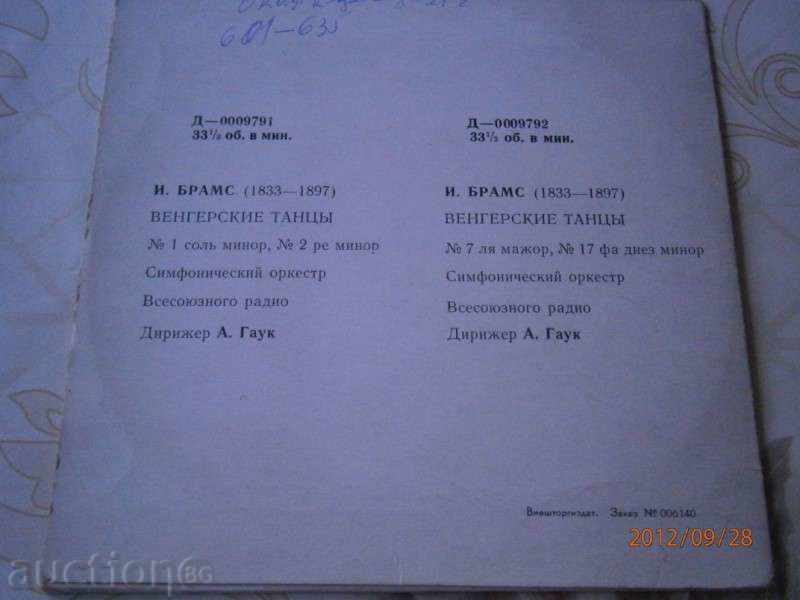 601-633
Д—0009791
33⅓ об. в мин.
И. БРАМС (1833—1897)
ВЕНГЕРСКИЕ ТАНЦЫ
№ 1 соль минор, № 2 ре минор
Симфонический оркестр
Всесоюзного радио
Дирижер А. Гаук
Д—0009792
33⅓ об. в мин.
И. БРАМС (1833—1897)
ВЕНГЕРСКИЕ ТАНЦЫ
№ 7 ля мажор, № 17 фа диез минор
Симфонический оркестр
Всесоюзного радио
Дирижер А. Гаук
Внешторгиздат. Заказ № 006140
2012/09/28
auction6BG